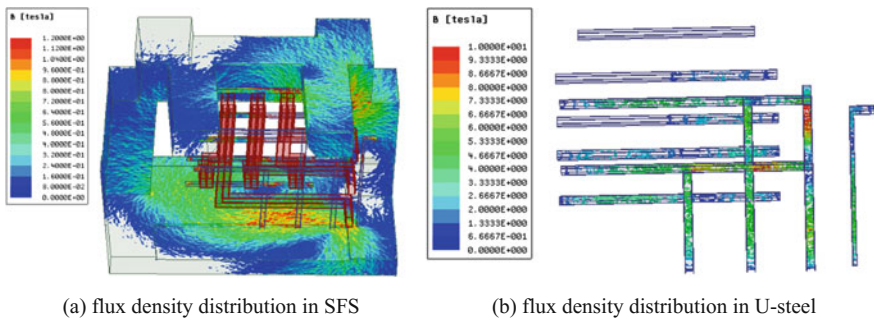 (a)
B [tesla]
1.2000E+00
1.1200E+00
1.0400E+00
9.6000E-01
8.8000E-01
8.0000E-01
7.2000E-01
6.4000E-01
5.6000E-01
4.8000E-01
4.0000E-01
3.2000E-01
2.4000E-01
1.6000E-01
8.0000E-02
0.0000E+00
(b)
B [tesla]
1.0000E+001
9.3333E+000
8.6667E+000
8.0000E+000
7.3333E+000
6.6667E+000
6.0000E+000
5.3333E+000
4.6667E+000
4.0000E+000
3.3333E+000
2.6667E+000
2.0000E+000
1.3333E+000
6.6667E-001
0.0000E+000
(a) flux density distribution in SFS
(b) flux density distribution in U-steel